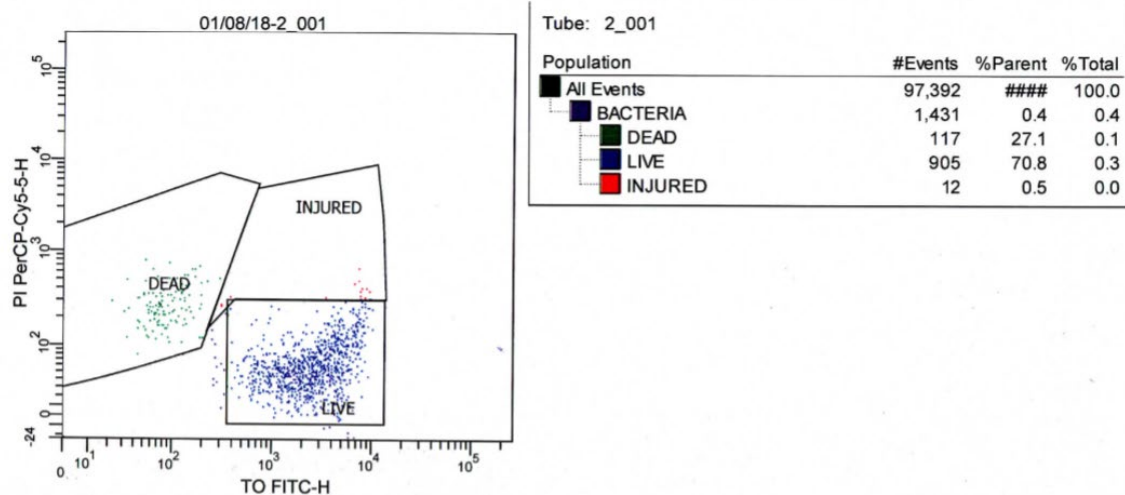 01/08/18-2_001
10^5
10^4
10^3
10^2
0
-24
PI PerCP-Cy5-5-H
DEAD
INJURED
LIVE
0 10^1 10^2 10^3 10^4 10^5
TO FITC-H
Tube: 2_001
Population #Events %Parent %Total
All Events 97,392 #### 100.0
BACTERIA 1,431 0.4 0.4
DEAD 117 27.1 0.1
LIVE 905 70.8 0.3
INJURED 12 0.5 0.0